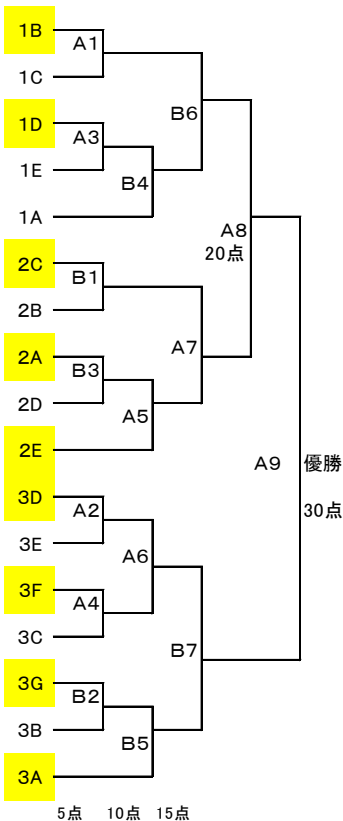 1B
A1
1C
B6
1D
A3
1E
B4
1A
A8
20点
2C
B1
2B
A7
2A
B3
2D
A5
2E
A9 優勝
3D
A2
30点
3E
A6
3F
A4
3C
B7
3G
B2
3B
B5
3A
5点 10点 15点